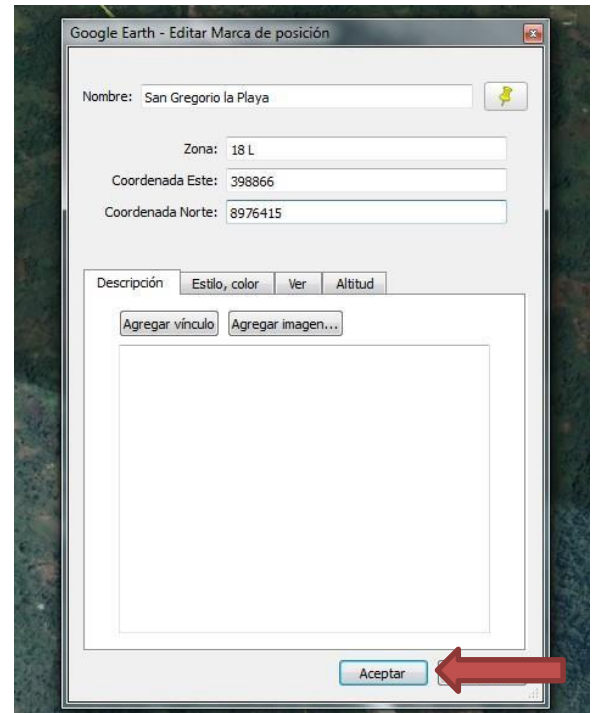 Google Earth - Editar Marca de posición
Nombre: San Gregorio la Playa
Zona: 18 L
Coordenada Este: 398866
Coordenada Norte: 8976415
Descripción Estilo, color Ver Altitud
Agregar vínculo Agregar imagen...
Aceptar